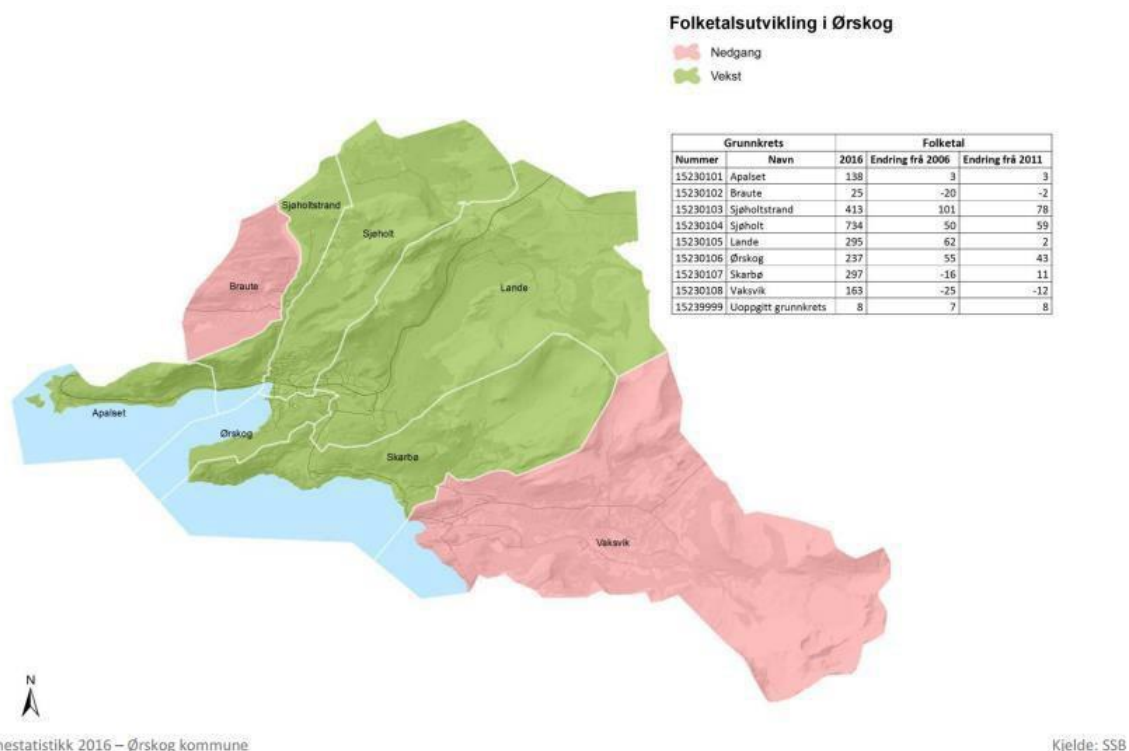 Folketalsutvikling i Ørskog
Nedgang
Vekst
Grunnkrets Folketal
Nummer Navn 2016 Endring frå 2006 Endring frå 2011
15230101 Apalset 138 3 3
15230102 Braute 25 -20 -2
15230103 Sjøholtstrand 413 101 78
15230104 Sjøholt 734 50 59
15230105 Lande 295 62 2
15230106 Ørskog 237 55 43
15230107 Skarbø 297 -16 11
15230108 Vaksvik 163 -25 -12
15239999 Uoppgitt grunnkrets 8 7 8
Sjøholtstrand
Sjøholt
Braute
Lande
Apalset
Ørskog
Skarbø
Vaksvik
N
nestatistikk 2016 – Ørskog kommune
Kjelde: SSB